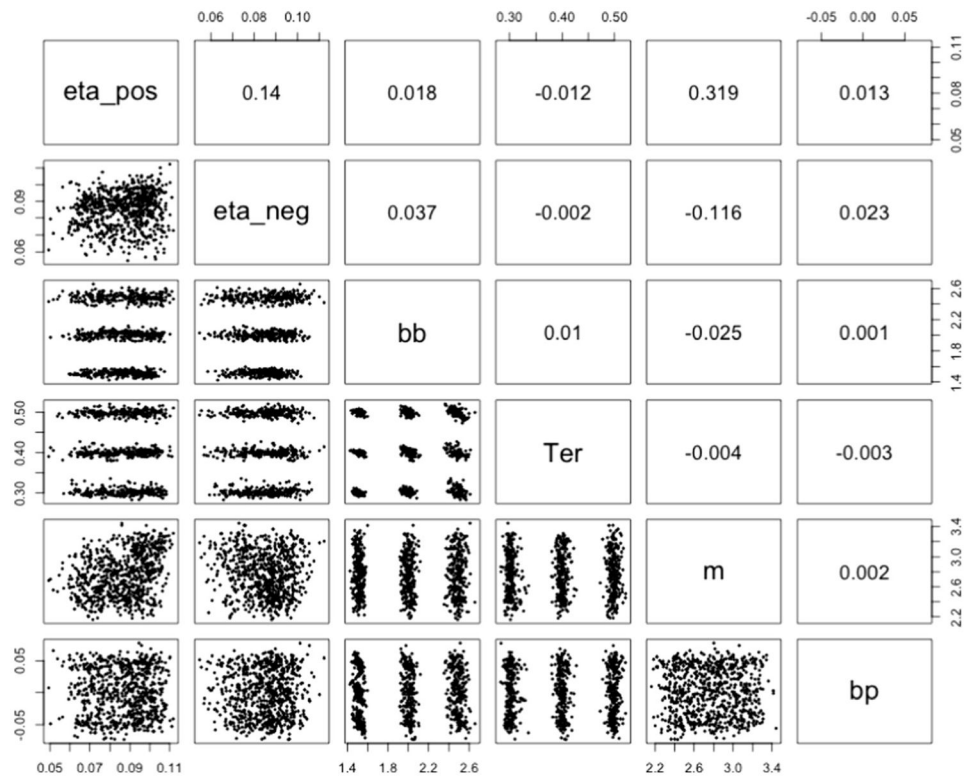 0.06 0.08 0.10 0.30 0.40 0.50 -0.05 0.00 0.05
eta_pos 0.14 0.018 -0.012 0.319 0.013
0.05 0.08 0.11
eta_neg 0.037 -0.002 -0.116 0.023
0.06 0.09
bb 0.01 -0.025 0.001
1.4 1.8 2.2 2.6
Ter -0.004 -0.003
0.30 0.40 0.50
m 0.002
2.2 2.6 3.0 3.4
bp
-0.05 0.05
0.05 0.07 0.09 0.11 1.4 1.8 2.2 2.6 2.2 2.6 3.0 3.4